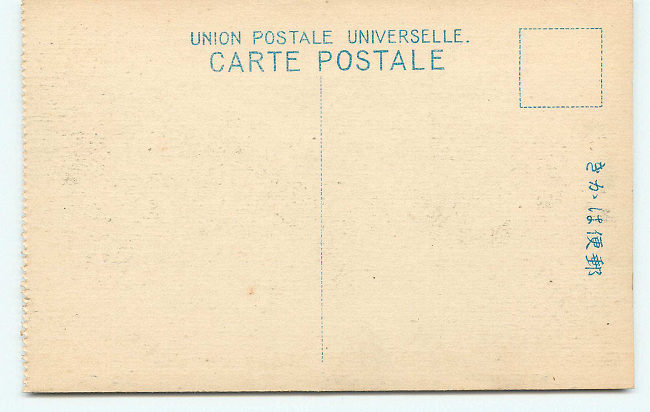 UNION POSTALE UNIVERSELLE.
CARTE POSTALE
郵便はかき